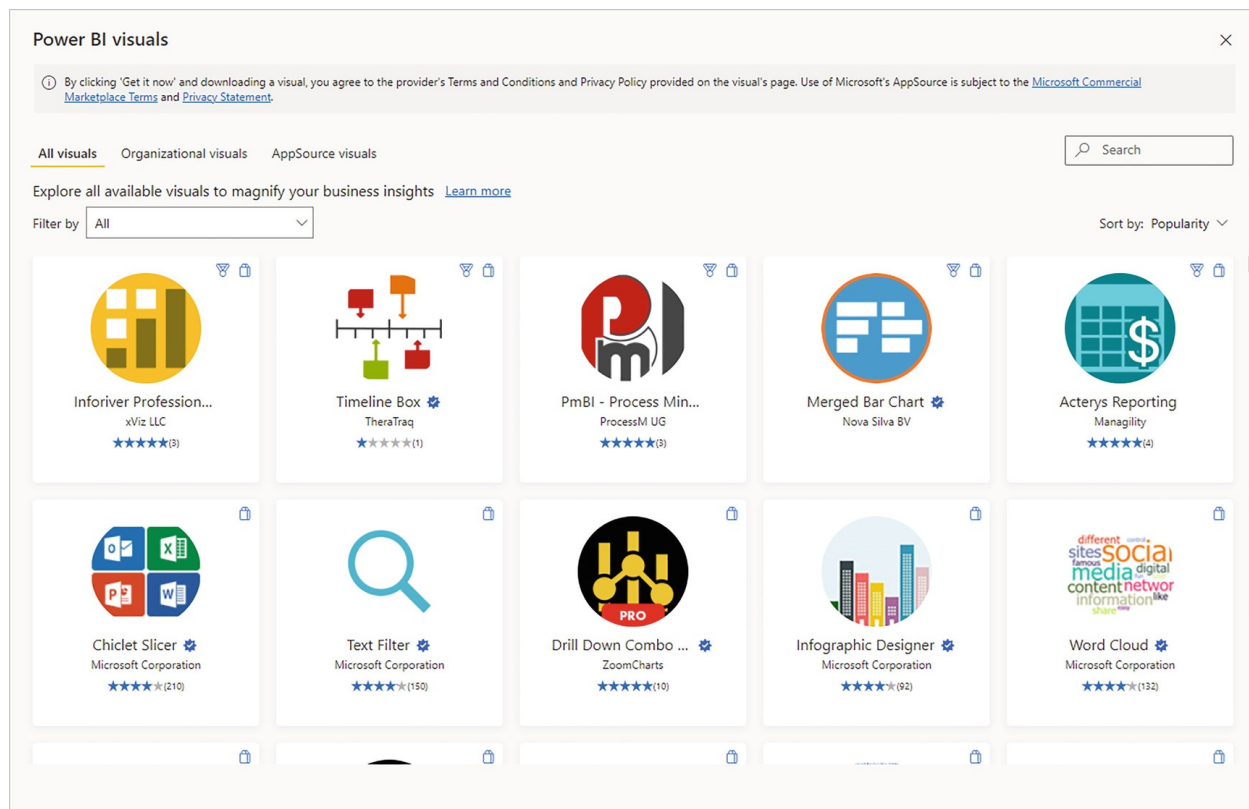 Power BI visuals
By clicking 'Get it now' and downloading a visual, you agree to the provider's Terms and Conditions and Privacy Policy provided on the visual's page. Use of Microsoft's AppSource is subject to the Microsoft Commercial
Marketplace Terms and Privacy Statement.
All visuals Organizational visuals AppSource visuals
Search
Explore all available visuals to magnify your business insights Learn more
Filter by All
Sort by: Popularity
PmBI
Inforiver Profession...
xViz LLC
(3)
Timeline Box
TheraTraq
(1)
PmBI - Process Min...
ProcessM UG
(3)
Merged Bar Chart
Nova Silva BV
$
Acterys Reporting
Managility
(4)
O X
P W
Chiclet Slicer
Microsoft Corporation
(210)
Text Filter
Microsoft Corporation
(150)
PRO
Drill Down Combo ...
ZoomCharts
(10)
Infographic Designer
Microsoft Corporation
(92)
different control
sites social
famous
media digital
content networ
information like
share
Word Cloud
Microsoft Corporation
(132)